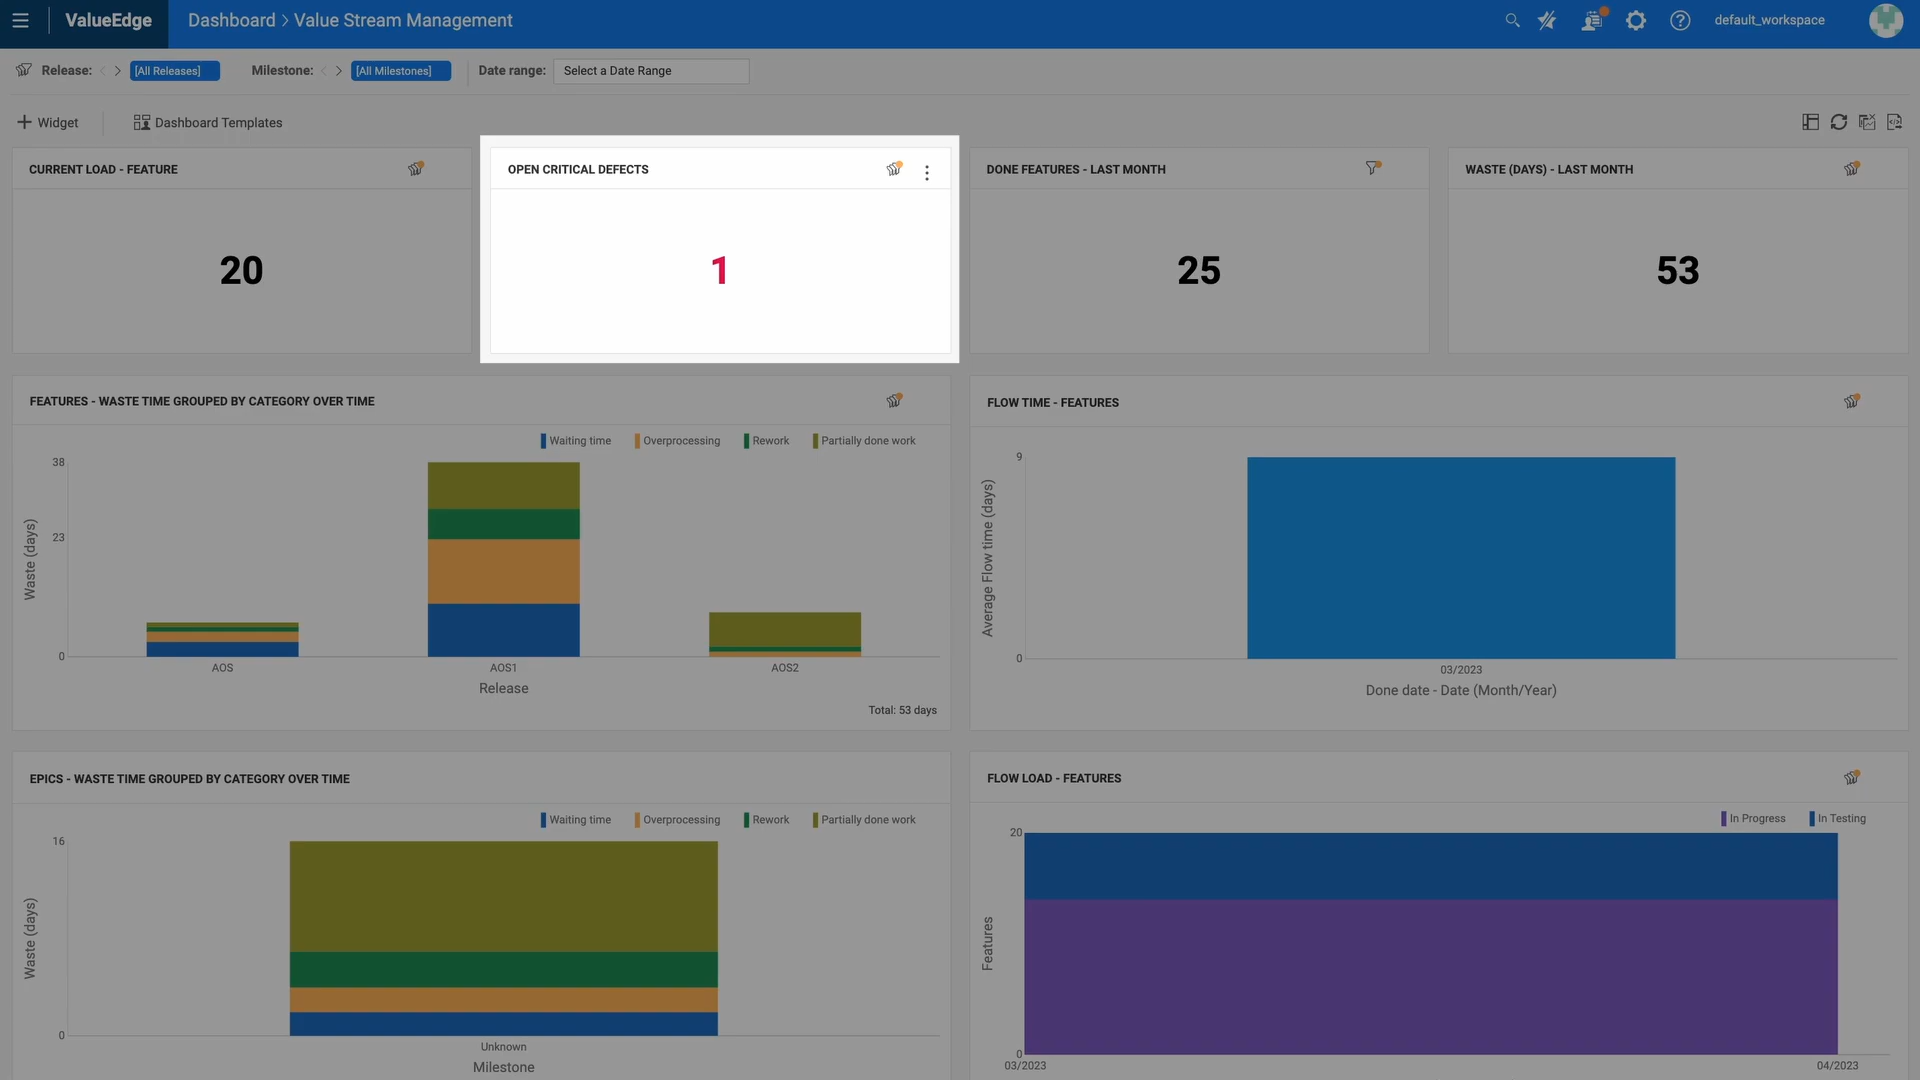 ValueEdge
Dashboard > Value Stream Management
default_workspace
Release: < > [All Releases]
Milestone: < > [All Milestones]
Date range: Select a Date Range
+ Widget
Dashboard Templates
CURRENT LOAD - FEATURE
20
OPEN CRITICAL DEFECTS
1
DONE FEATURES - LAST MONTH
25
WASTE (DAYS) - LAST MONTH
53
FEATURES - WASTE TIME GROUPED BY CATEGORY OVER TIME
Waiting time Overprocessing Rework Partially done work
38
23
0
Waste (days)
AOS AOS1 AOS2
Release
Total: 53 days
FLOW TIME - FEATURES
9
0
Average Flow time (days)
03/2023
Done date - Date (Month/Year)
EPICS - WASTE TIME GROUPED BY CATEGORY OVER TIME
Waiting time Overprocessing Rework Partially done work
16
0
Waste (days)
Unknown
Milestone
FLOW LOAD - FEATURES
In Progress In Testing
20
0
Features
03/2023 04/2023